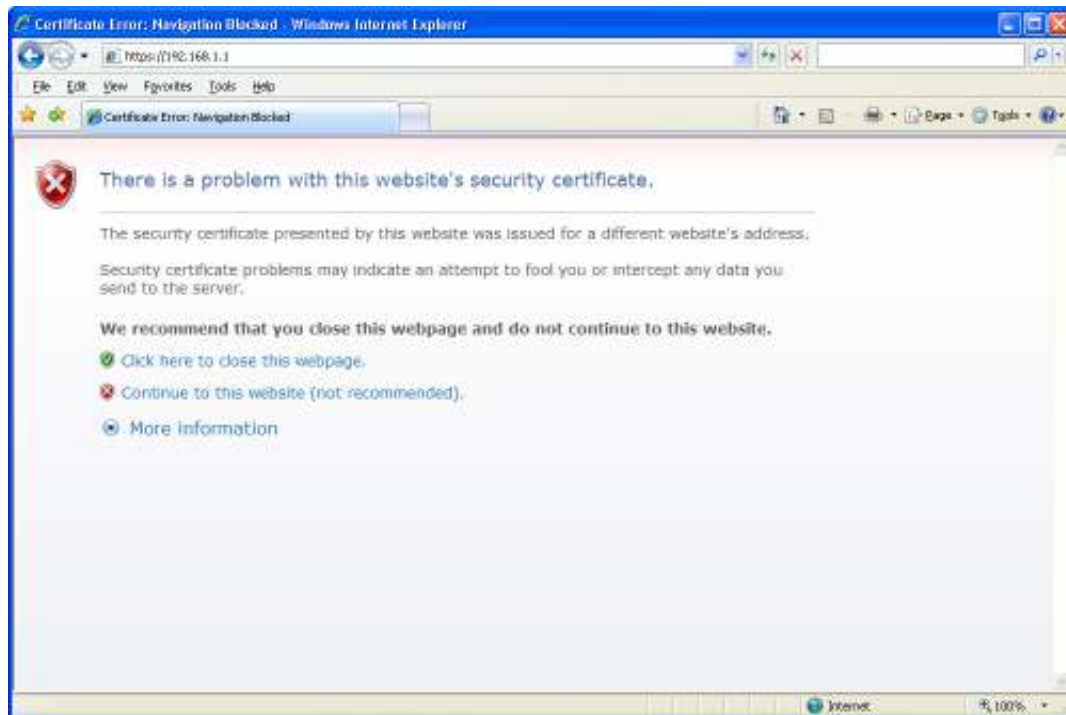 Certificate Error: Navigation Blocked - Windows Internet Explorer
https://192.168.1.1
File Edit View Favorites Tools Help
Certificate Error: Navigation Blocked
Page Tools
There is a problem with this website's security certificate.
The security certificate presented by this website was issued for a different website's address.
Security certificate problems may indicate an attempt to fool you or intercept any data you
send to the server.
We recommend that you close this webpage and do not continue to this website.
Click here to close this webpage.
Continue to this website (not recommended).
More information
Internet 100%